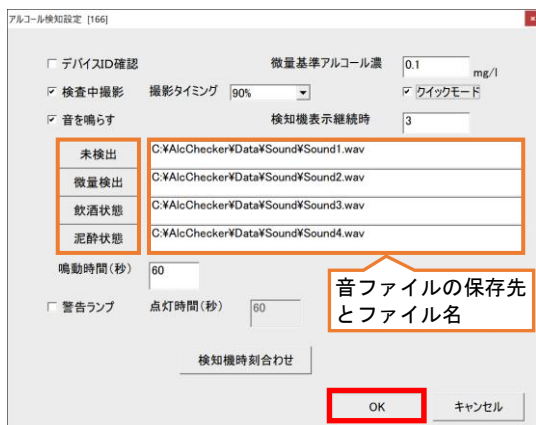 アルコール検知設定 [166]
デバイスID確認 微量基準アルコール濃 0.1 mg/l
検査中撮影 撮影タイミング 90% クイックモード
音を鳴らす 検知機表示継続時 3
未検出 C:¥AlcChecker¥Data¥Sound¥Sound1.wav
微量検出 C:¥AlcChecker¥Data¥Sound¥Sound2.wav
飲酒状態 C:¥AlcChecker¥Data¥Sound¥Sound3.wav
泥酔状態 C:¥AlcChecker¥Data¥Sound¥Sound4.wav
鳴動時間(秒) 60
音ファイルの保存先
とファイル名
警告ランプ 点灯時間(秒) 60
検知機時刻合わせ
OK キャンセル